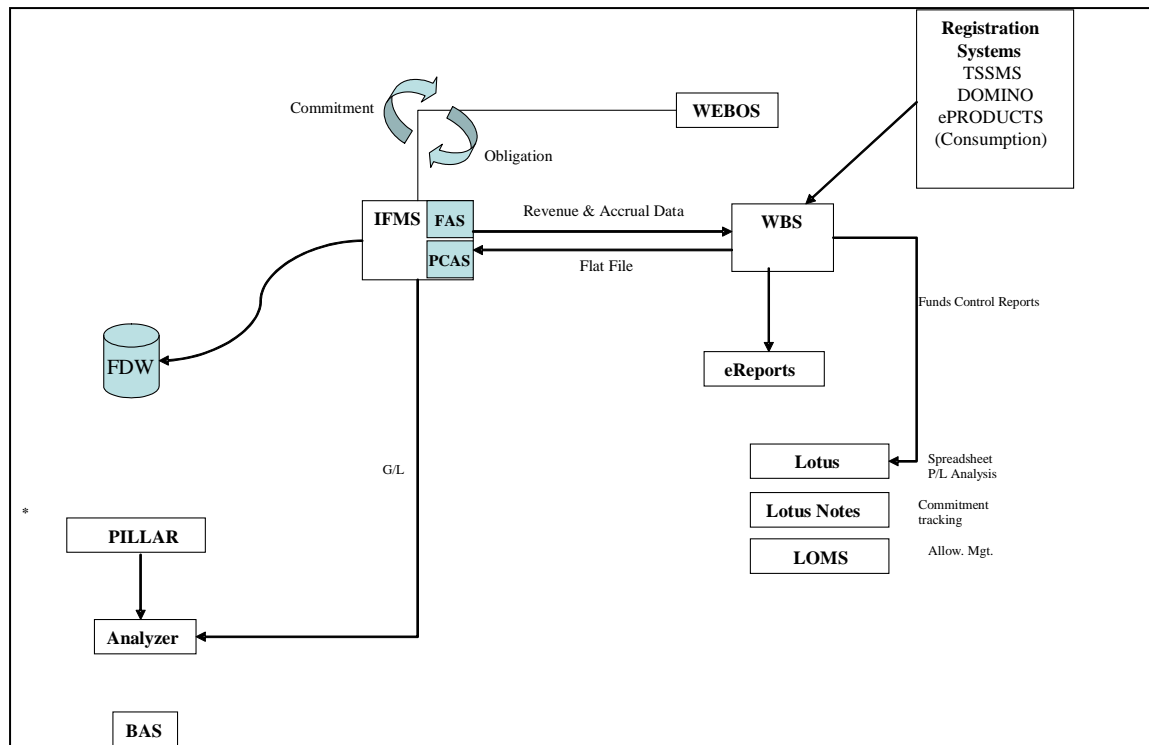 Registration
Systems
TSSMS
DOMINO
ePRODUCTS
(Consumption)
Commitment
WEBOS
Obligation
IFMS
FAS
PCAS
Revenue & Accrual Data
Flat File
WBS
Funds Control Reports
FDW
eReports
G/L
Lotus
Spreadsheet
P/L Analysis
*
Lotus Notes
Commitment
tracking
PILLAR
LOMS
Allow. Mgt.
Analyzer
BAS